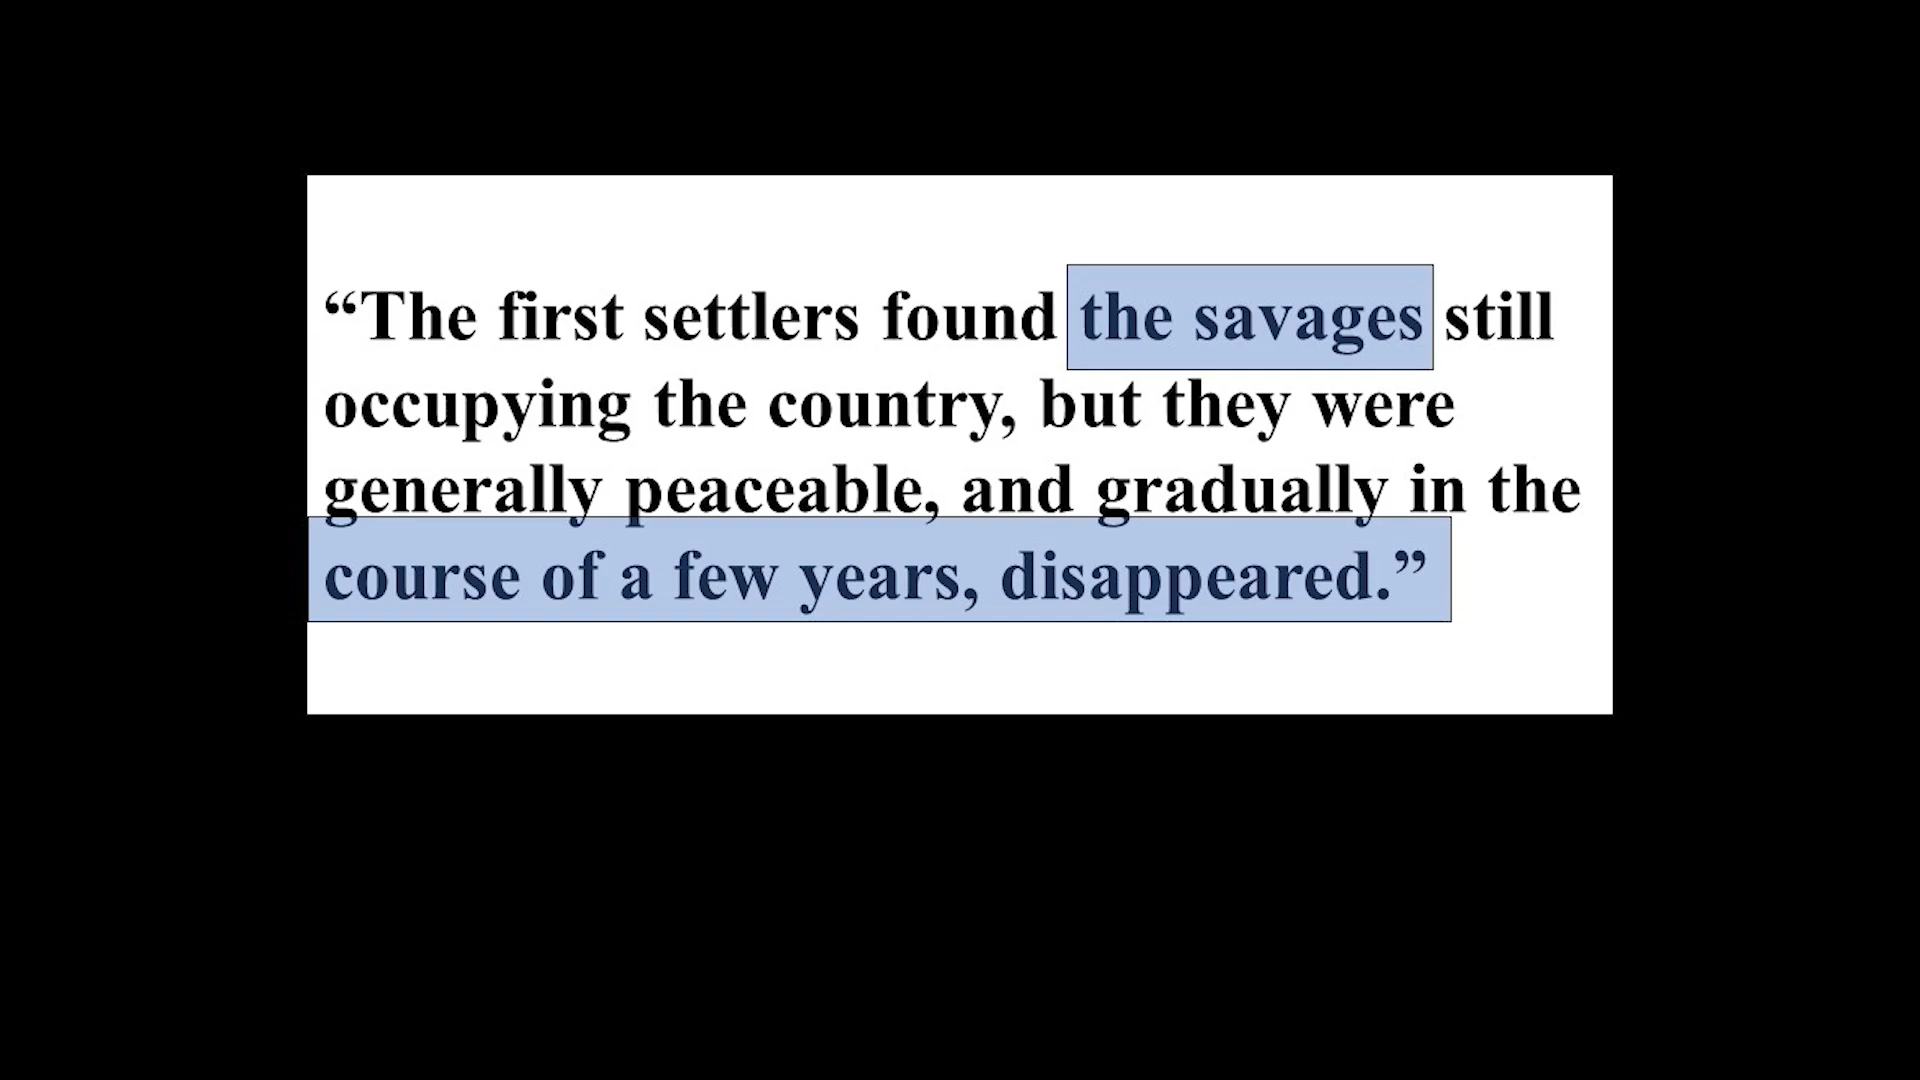 “The first settlers found the savages still
occupying the country, but they were
generally peaceable, and gradually in the
course of a few years, disappeared.”